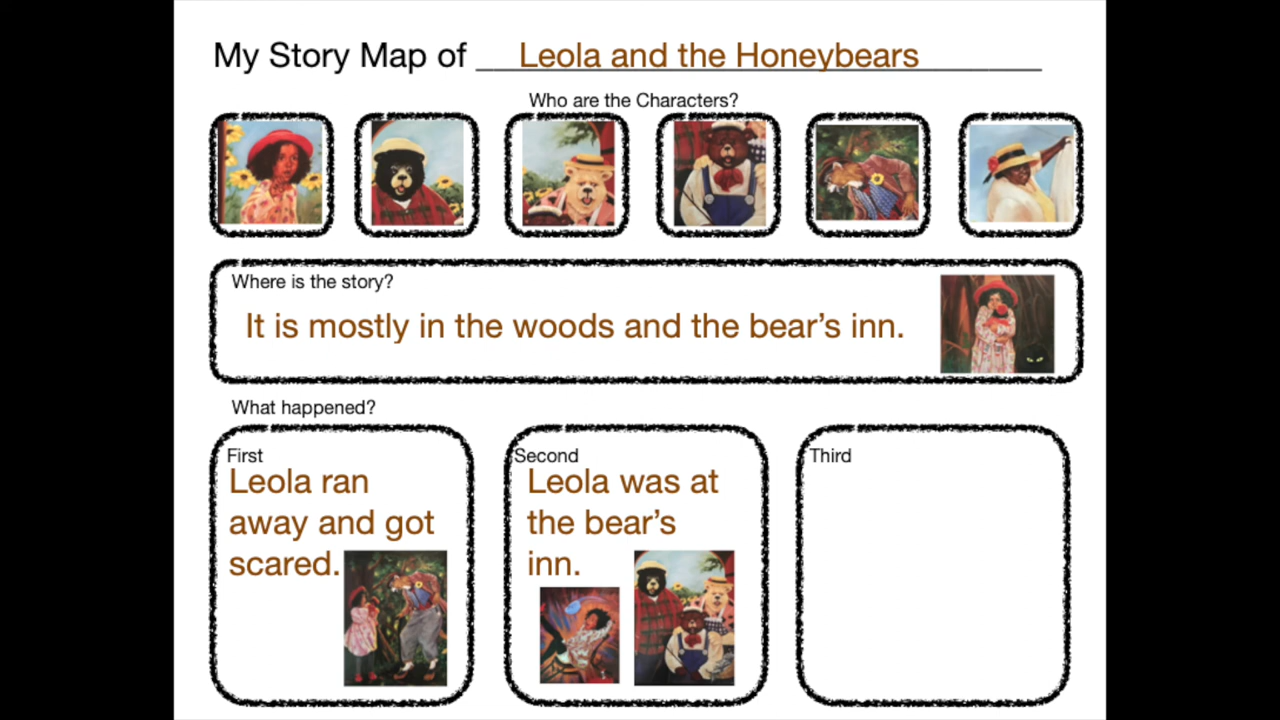 My Story Map of Leola and the Honeybears
Who are the Characters?
Where is the story?
It is mostly in the woods and the bear’s inn.
What happened?
First
Leola ran
away and got
scared.
Second
Leola was at
the bear’s
inn.
Third